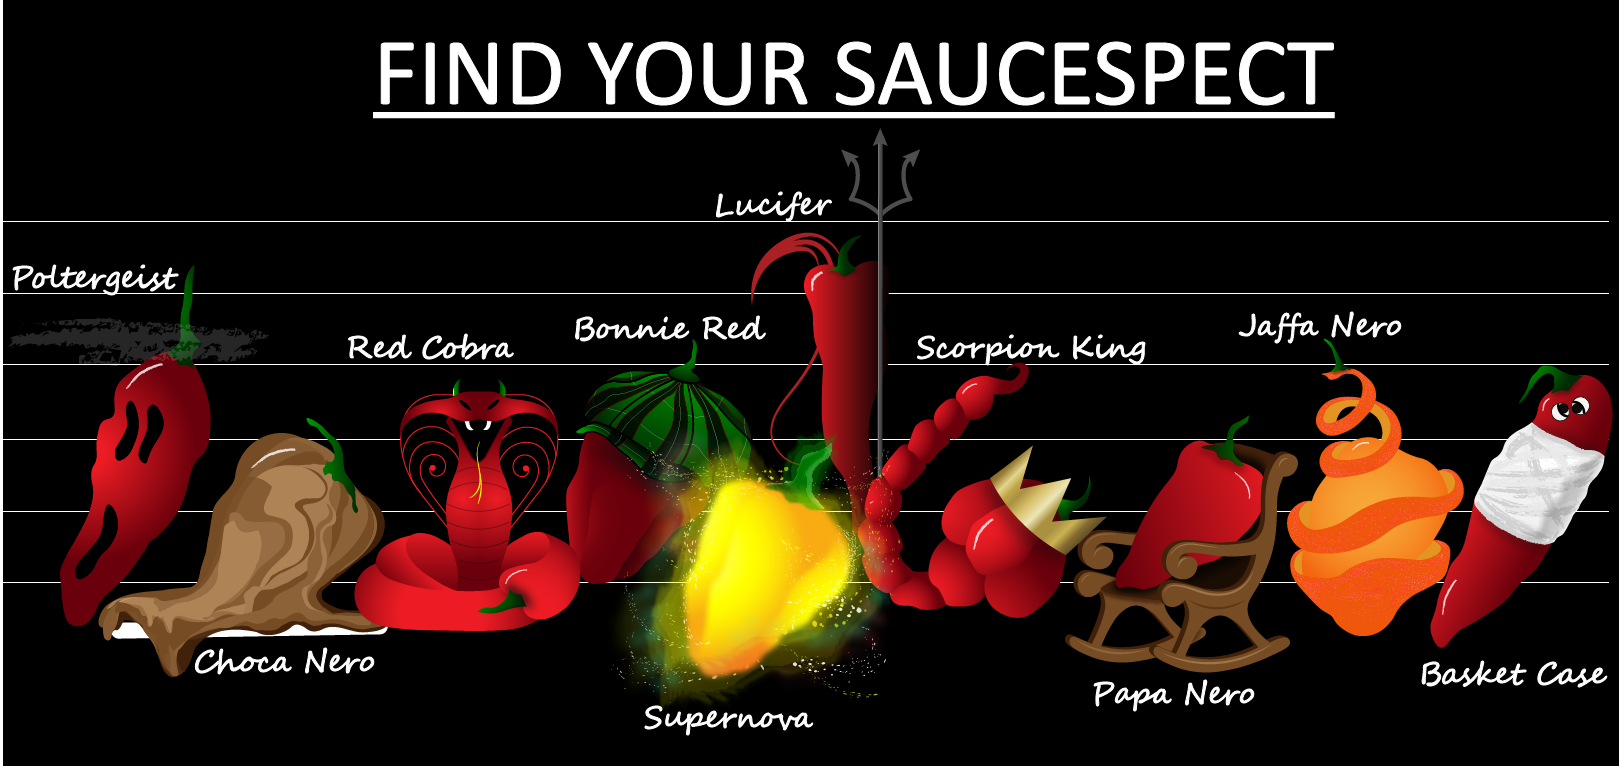 FIND YOUR SAUCESPECT
Lucifer
Poltergeist
Bonnie Red
Jaffa Nero
Red Cobra
Scorpion King
Choca Nero
Basket Case
Papa Nero
Supernova